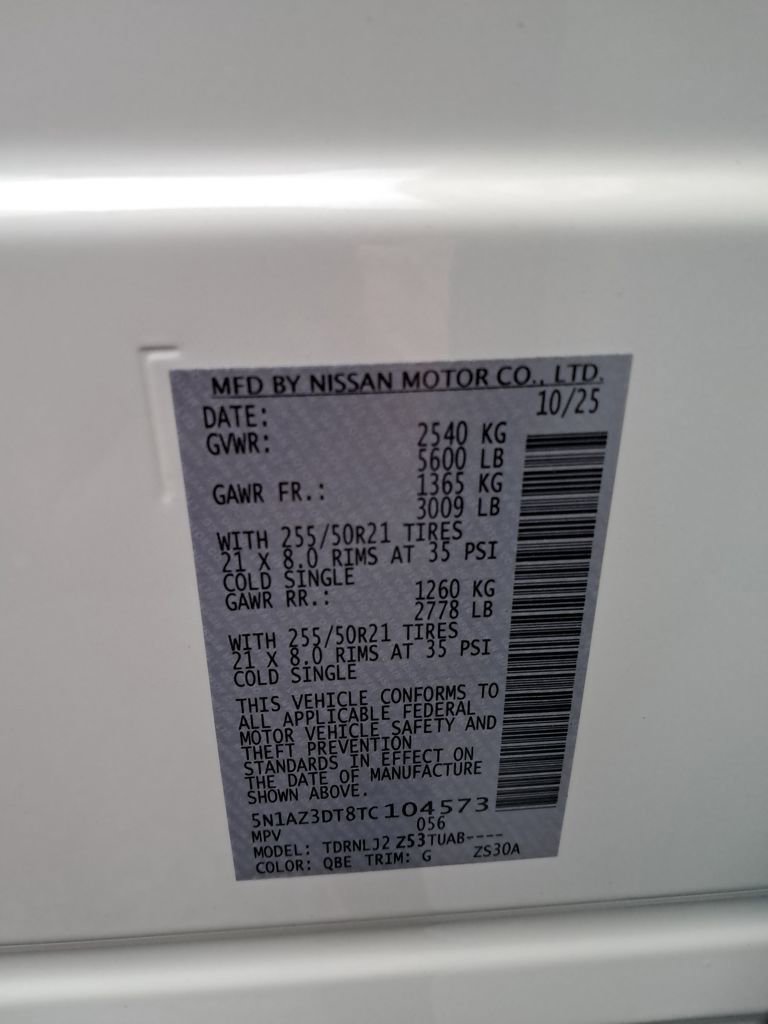 MFD BY NISSAN MOTOR CO., LTD.
DATE: 10/25
GVWR: 2540 KG
5600 LB
GAWR FR.: 1365 KG
3009 LB
WITH 255/50R21 TIRES
21 X 8.0 RIMS AT 35 PSI
COLD SINGLE
GAWR RR.: 1260 KG
2778 LB
WITH 255/50R21 TIRES
21 X 8.0 RIMS AT 35 PSI
COLD SINGLE
THIS VEHICLE CONFORMS TO
ALL APPLICABLE FEDERAL
MOTOR VEHICLE SAFETY AND
THEFT PREVENTION
STANDARDS IN EFFECT ON
THE DATE OF MANUFACTURE
SHOWN ABOVE.
5N1AZ3DT8TC104573
MPV 056
MODEL: TDRNLJ2 Z53TUAB----
COLOR: QBE TRIM: G ZS30A